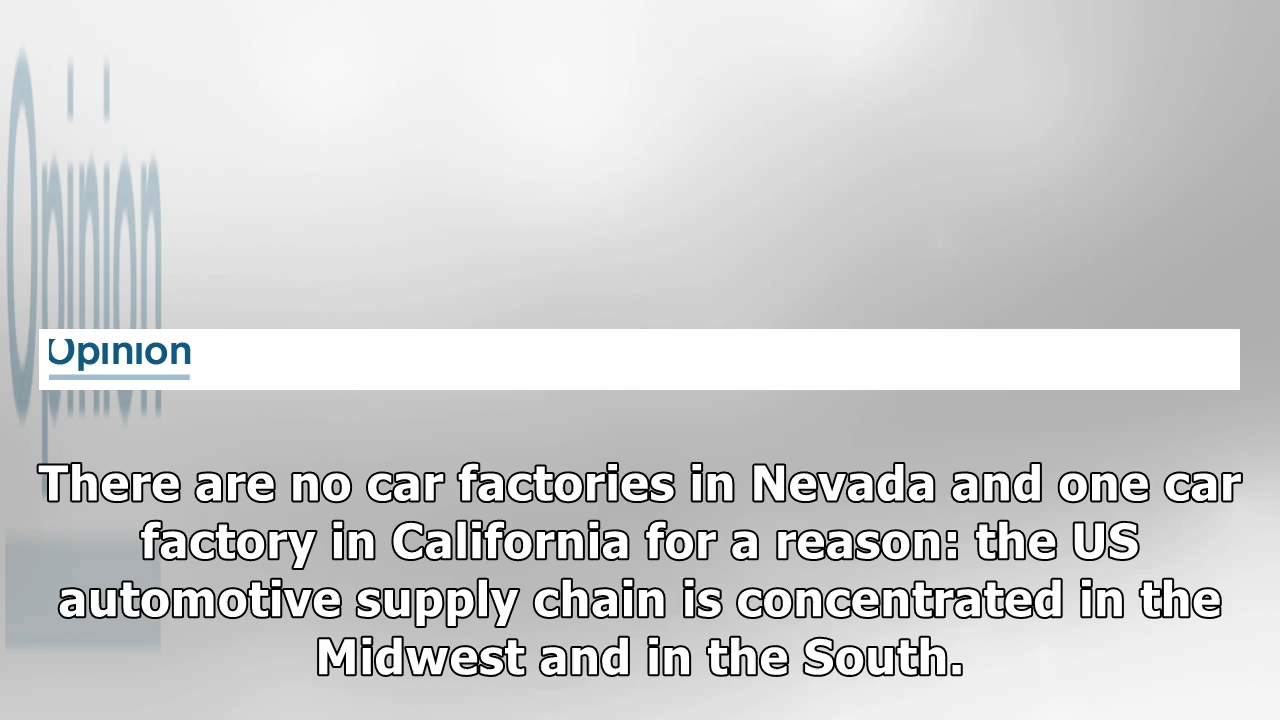 Opinion
Opinion
There are no car factories in Nevada and one car
factory in California for a reason: the US
automotive supply chain is concentrated in the
Midwest and in the South.